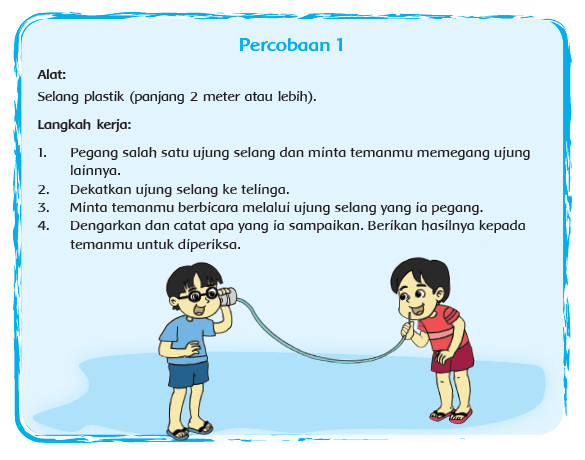 Percobaan 1
Alat:
Selang plastik (panjang 2 meter atau lebih).
Langkah kerja:
1. Pegang salah satu ujung selang dan minta temanmu memegang ujung
lainnya.
2. Dekatkan ujung selang ke telinga.
3. Minta temanmu berbicara melalui ujung selang yang ia pegang.
4. Dengarkan dan catat apa yang ia sampaikan. Berikan hasilnya kepada
temanmu untuk diperiksa.